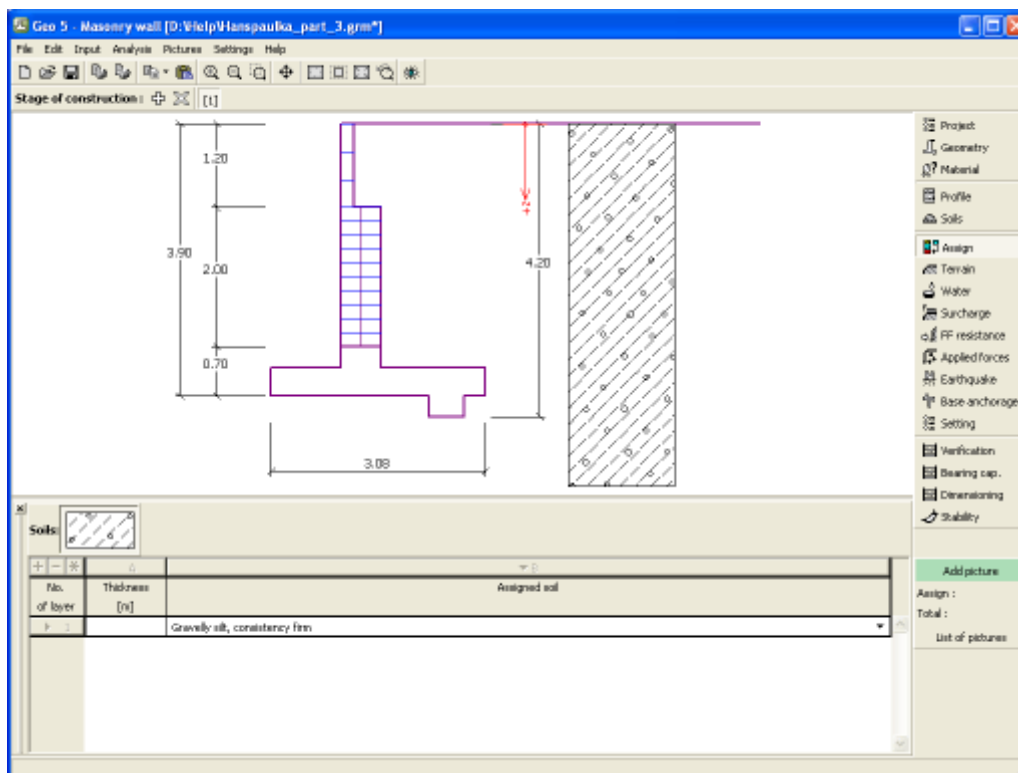 Geo 5 - Masonry wall [D:\Help\Hanspaulka_part_3.grm*]
File Edit Input Analysis Pictures Settings Help
Stage of construction : [1]
1.20
3.90
2.00
0.70
4.20
+z
3.08
Project
Geometry
Material
Profile
Soils
Assign
Terrain
Water
Surcharge
FF resistance
Applied forces
Earthquake
Base anchorage
Setting
Verification
Bearing cap.
Dimensioning
Stability
Soils:
No. of layer
Thickness [m]
Assigned soil
1 Gravelly silt, consistency firm
Add picture
Assign :
Total :
List of pictures